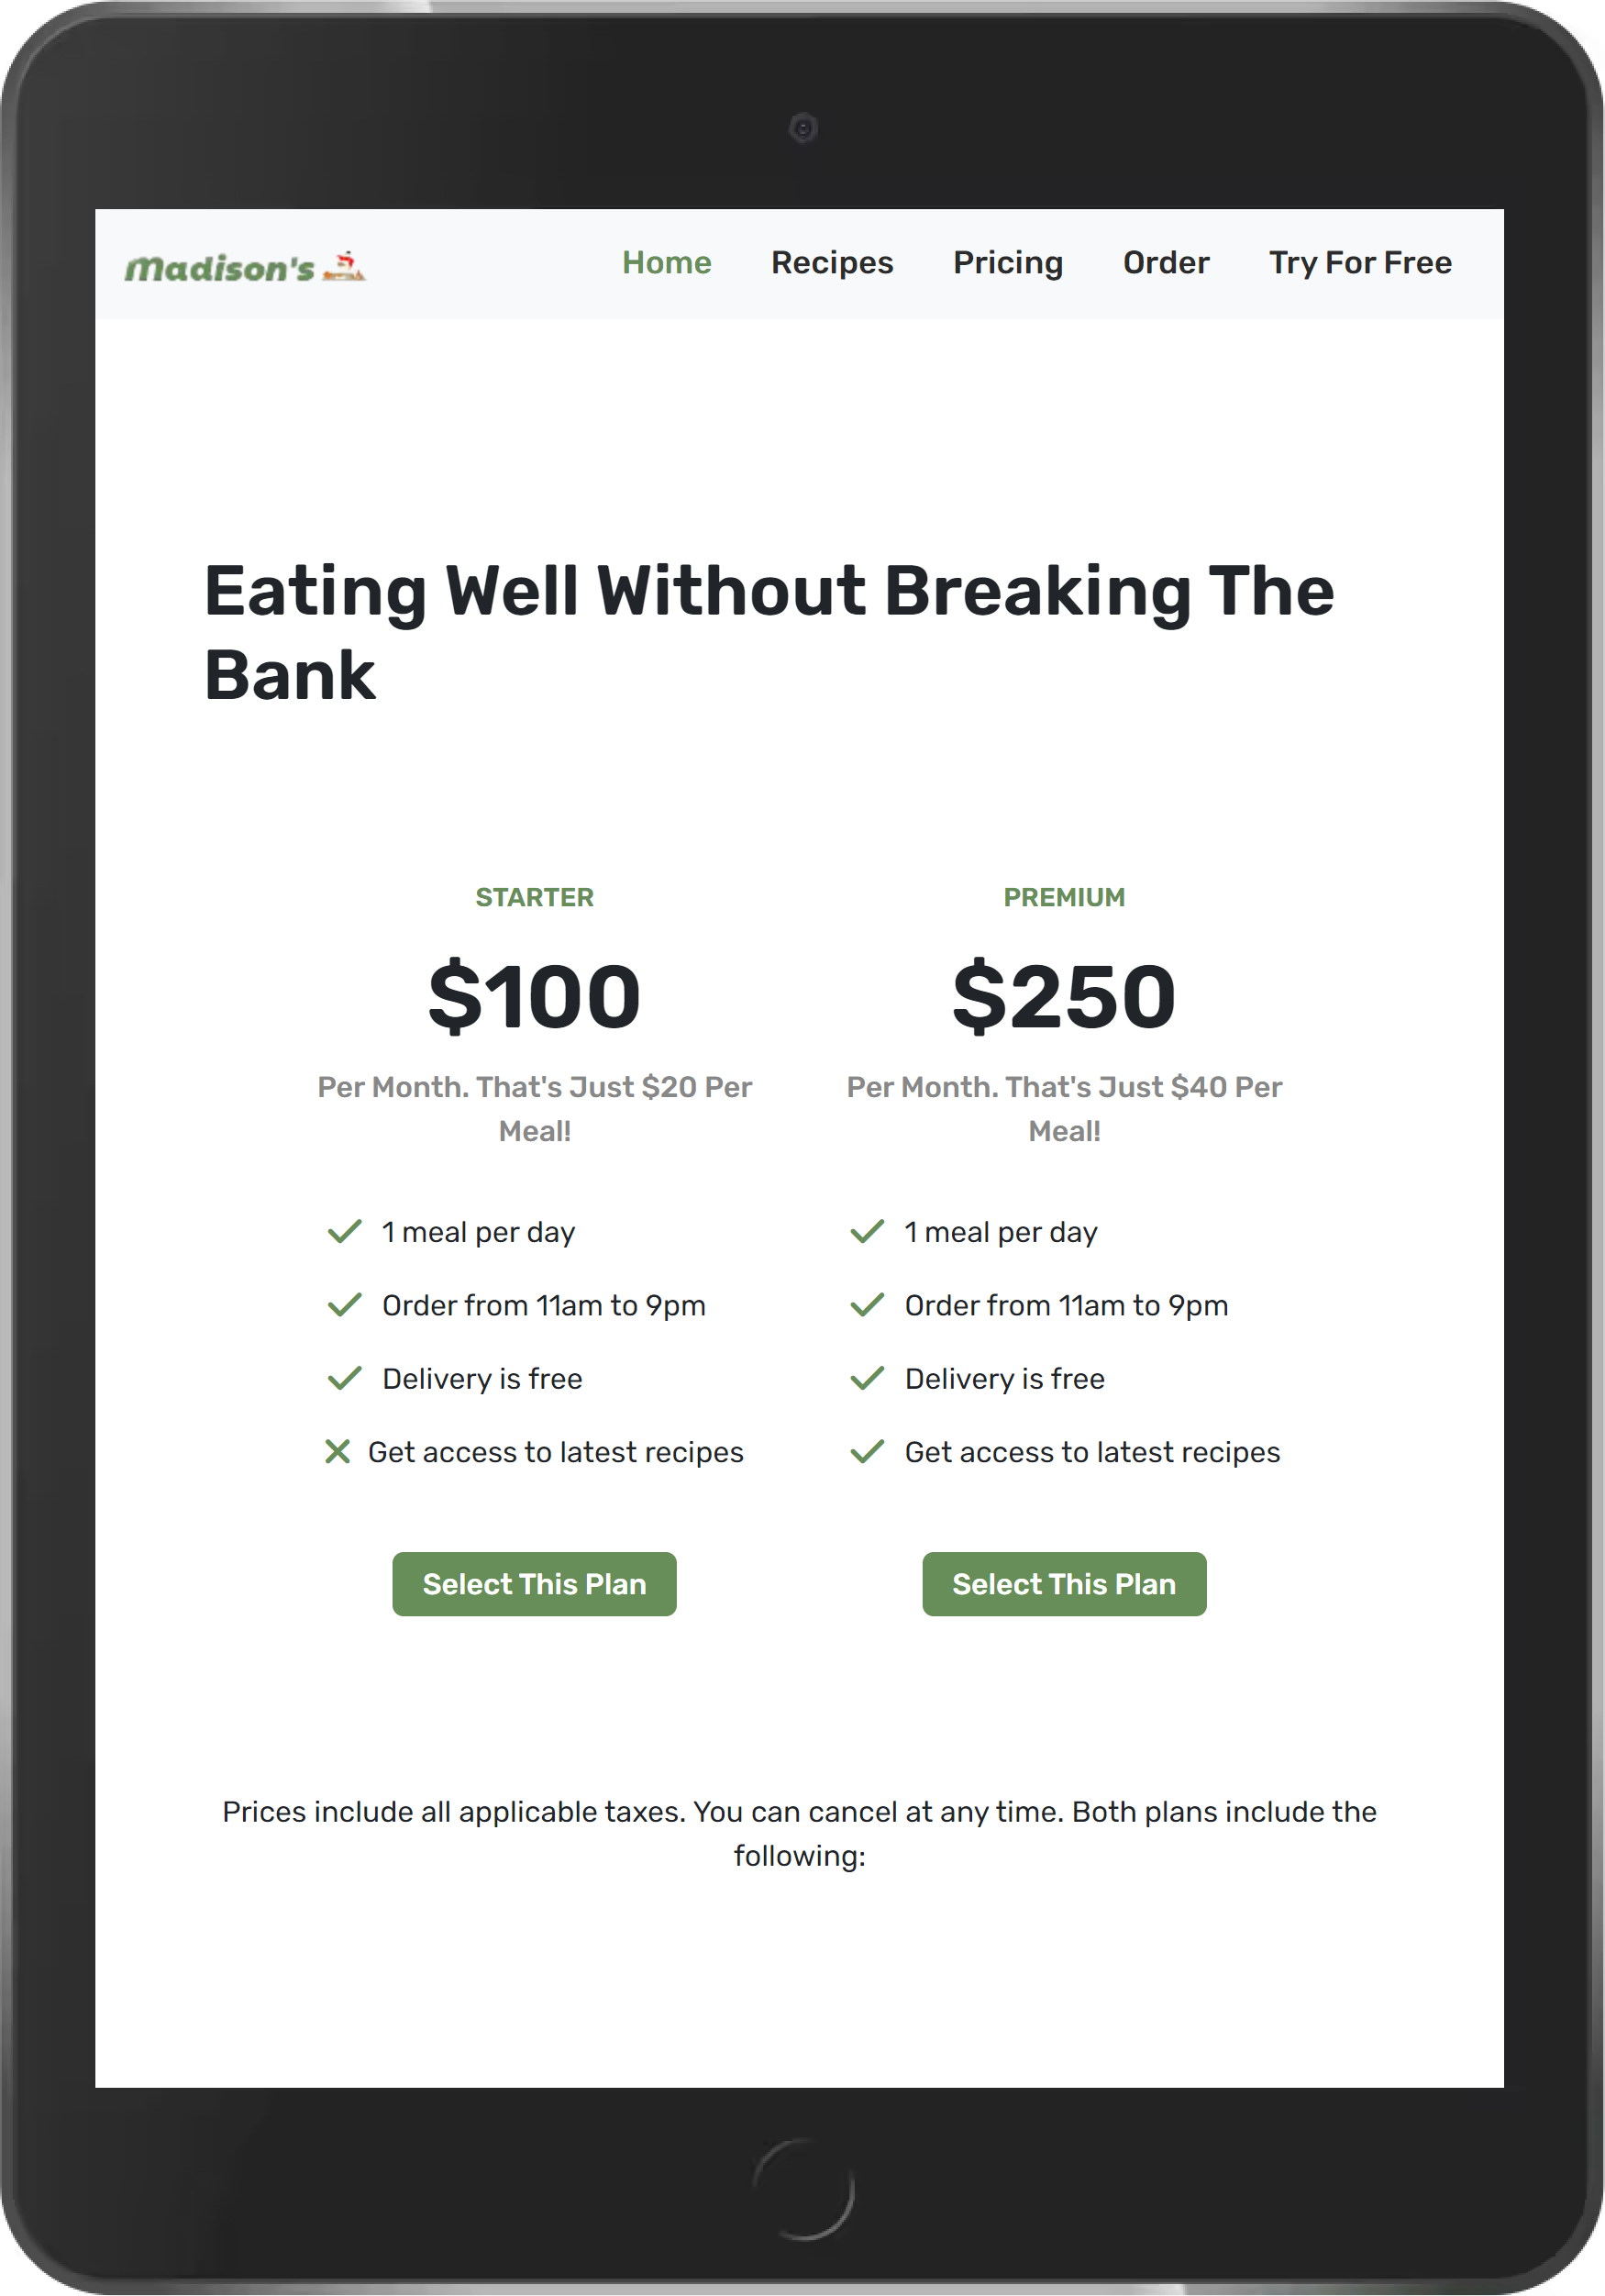 Madison's
Home Recipes Pricing Order Try For Free
Eating Well Without Breaking The
Bank
STARTER
$100
Per Month. That's Just $20 Per
Meal!
1 meal per day
Order from 11am to 9pm
Delivery is free
Get access to latest recipes
Select This Plan
PREMIUM
$250
Per Month. That's Just $40 Per
Meal!
1 meal per day
Order from 11am to 9pm
Delivery is free
Get access to latest recipes
Select This Plan
Prices include all applicable taxes. You can cancel at any time. Both plans include the
following: